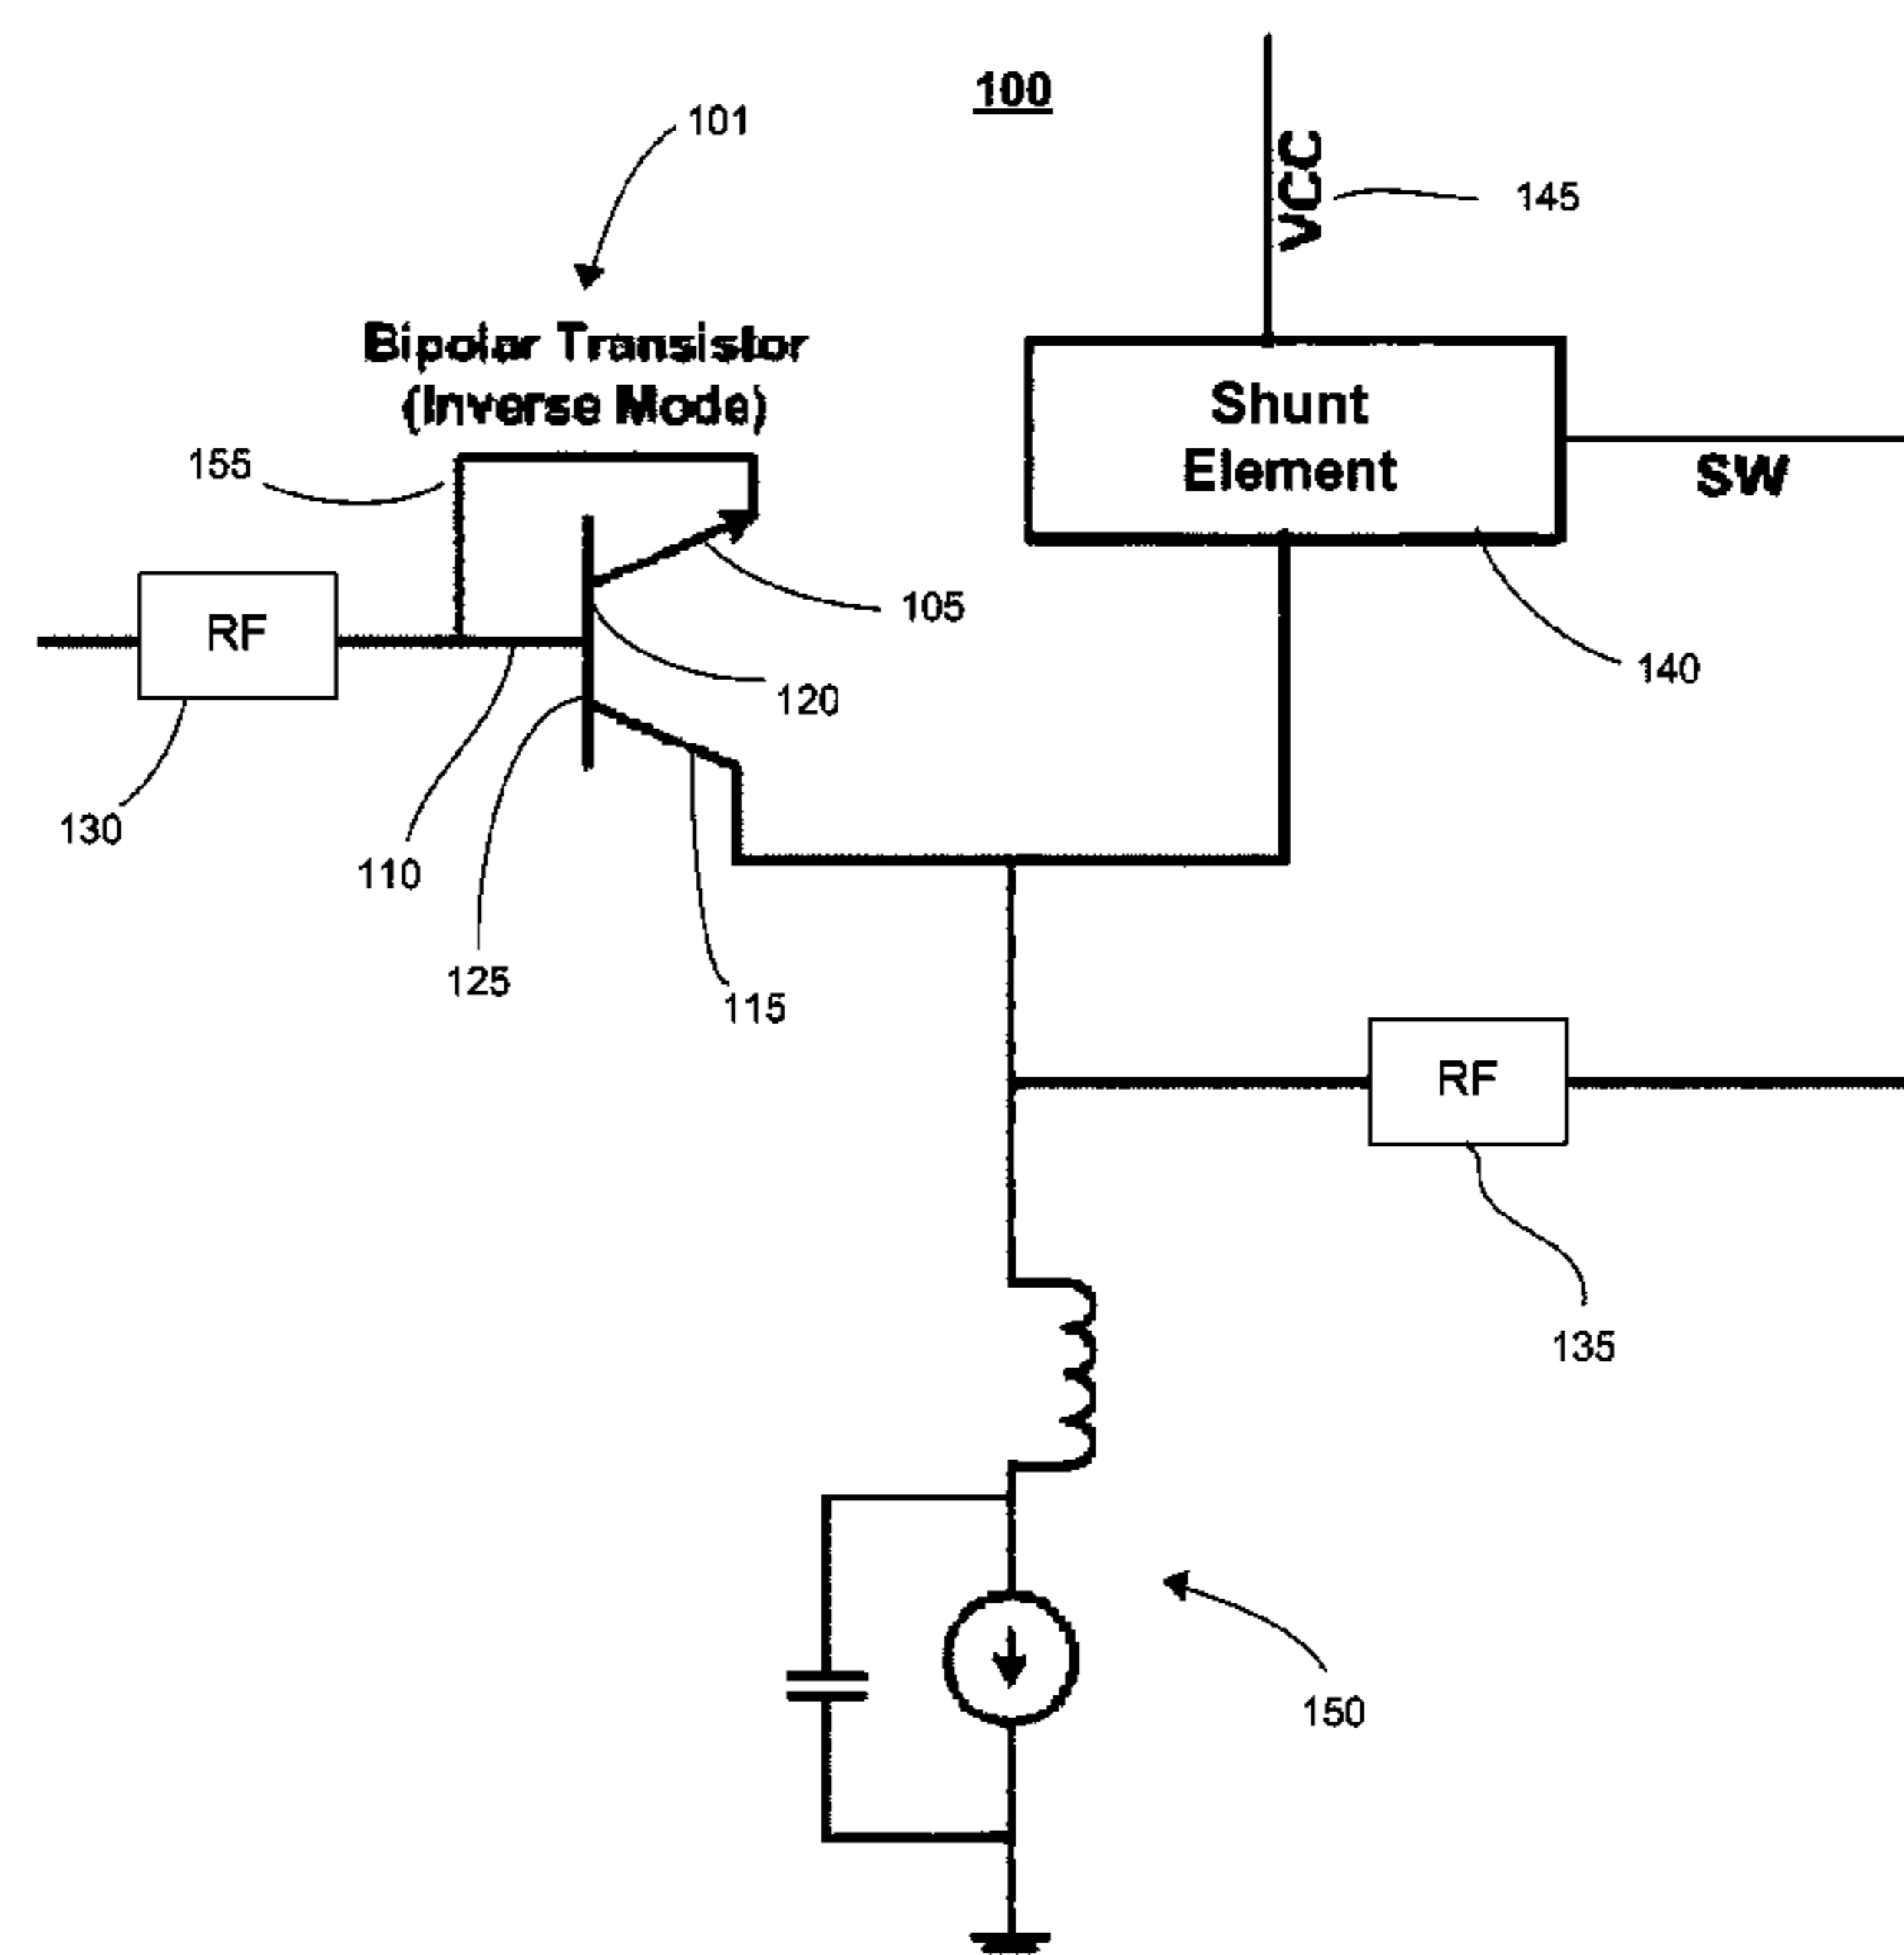 100
101
VCC
145
Bipolar Transistor
(Inverse Mode)
Shunt
Element
SW
155
105
RF
140
120
130
110
125
115
RF
135
150